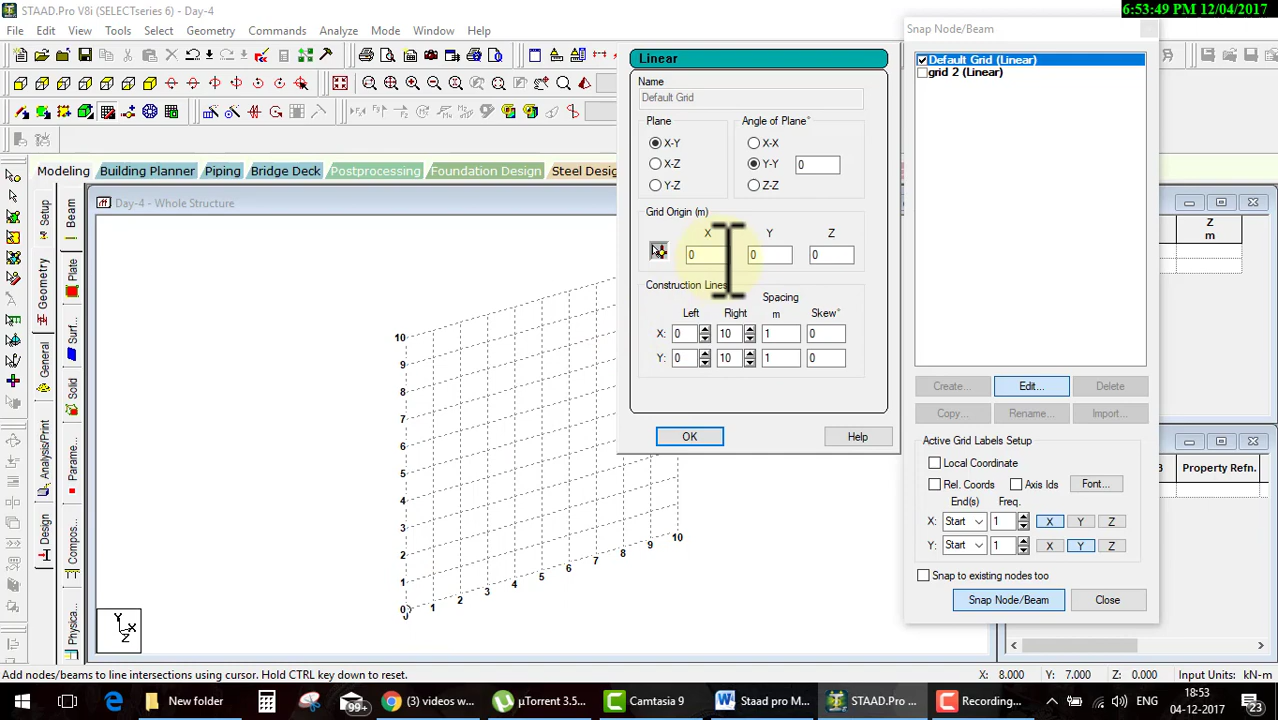 6:53:49 PM 12/04/2017
STAAD.Pro V8i (SELECTseries 6) - Day-4
File Edit View Tools Select Geometry Commands Analyze Mode Window Help
Modeling Building Planner Piping Bridge Deck Postprocessing Foundation Design Steel Desig
Day-4 - Whole Structure
Setup
Geometry
General
Analysis/Print
Design
Beam
Plate
Surf...
Solid
Parame...
Compos...
Physica...
10
9
8
7
6
5
4
3
2
1
0
0 1 2 3 4 5 6 7 8 9 10
Y
X
Z
Linear
Name
Default Grid
Plane
X-Y
X-Z
Y-Z
Angle of Plane°
X-X
Y-Y 0
Z-Z
Grid Origin (m)
X Y Z
0 0 0
Construction Lines
Left Right Spacing m Skew°
X: 0 10 1 0
Y: 0 10 1 0
OK Help
Snap Node/Beam
Default Grid (Linear)
grid 2 (Linear)
Create... Edit... Delete
Copy... Rename... Import...
Active Grid Labels Setup
Local Coordinate
Rel. Coords Axis Ids Font...
End(s) Freq.
X: Start 1 X Y Z
Y: Start 1 X Y Z
Snap to existing nodes too
Snap Node/Beam Close
Z
m
B Property Refn.
Add nodes/beams to line intersections using cursor. Hold CTRL key down to reset. X: 8.000 Y: 7.000 Z: 0.000 Input Units: kN-m
New folder 99+ (3) videos w... µTorrent 3.5... Camtasia 9 Staad pro M... STAAD.Pro ... Recording... ENG 18:53
04-12-2017 23